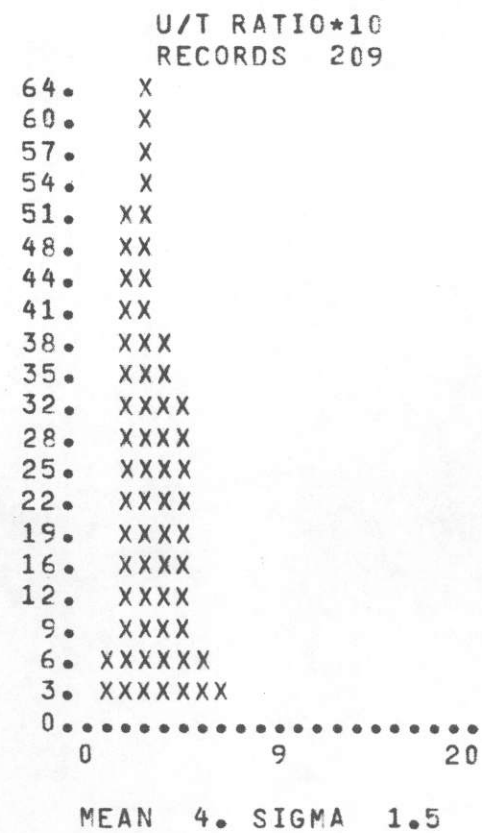 U/T RATIO*10
RECORDS 209
64. X
60. X
57. X
54. X
51. XX
48. XX
44. XX
41. XX
38. XXX
35. XXX
32. XXXX
28. XXXX
25. XXXX
22. XXXX
19. XXXX
16. XXXX
12. XXXX
9. XXXX
6. XXXXXX
3. XXXXXXX
0......................
0 9 20
MEAN 4. SIGMA 1.5